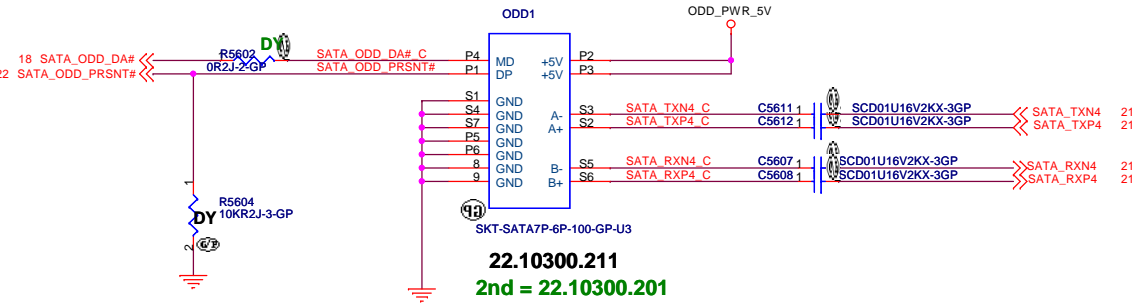 ODD1
ODD_PWR_5V
18 SATA_ODD_DA#
R5602
DY
0R2J-2-GP
SATA_ODD_DA#_C
P4 MD +5V P2
22 SATA_ODD_PRSNT#
SATA_ODD_PRSNT#
P1 DP +5V P3
S1 GND
S4 GND A- S3 SATA_TXN4_C C5611 1 SCD01U16V2KX-3GP SATA_TXN4 21
S7 GND A+ S2 SATA_TXP4_C C5612 1 SCD01U16V2KX-3GP SATA_TXP4 21
P5 GND
P6 GND
8 GND B- S5 SATA_RXN4_C C5607 1 SCD01U16V2KX-3GP SATA_RXN4 21
9 GND B+ S6 SATA_RXP4_C C5608 1 SCD01U16V2KX-3GP SATA_RXP4 21
1
R5604
DY 10KR2J-3-GP
2
SKT-SATA7P-6P-100-GP-U3
22.10300.211
2nd = 22.10300.201